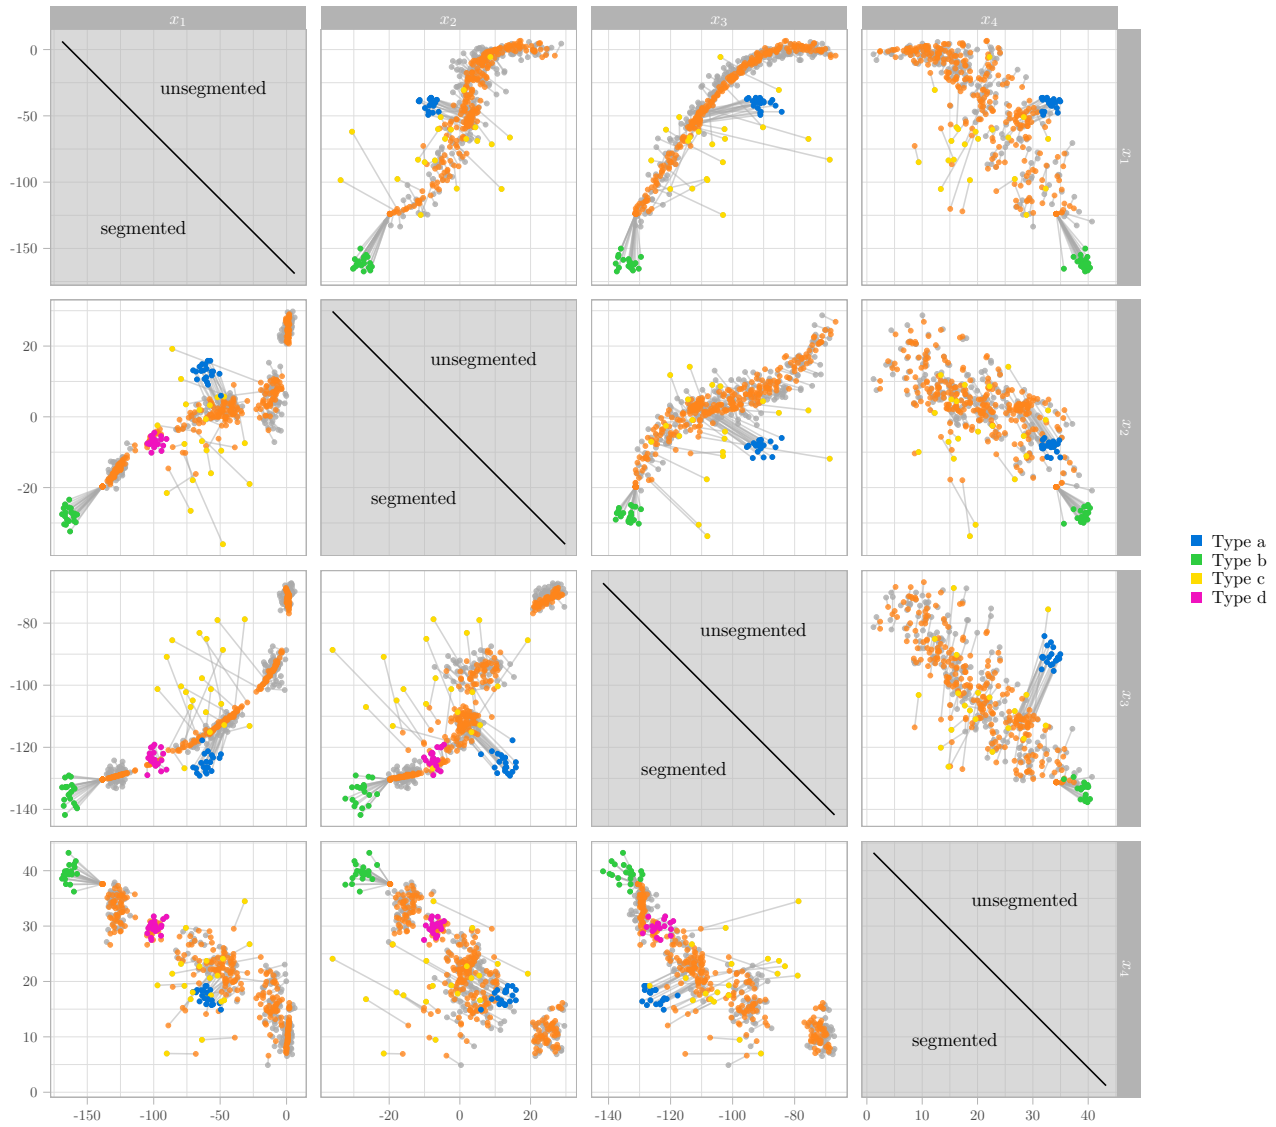 x₁ x₂ x₃ x₄
0
-50
-100
-150
unsegmented
segmented
x₁
20
0
-20
unsegmented
segmented
x₂
Type a
Type b
Type c
Type d
-80
-100
-120
-140
unsegmented
segmented
x₃
40
30
20
10
0
unsegmented
segmented
x₄
-150 -100 -50 0 -20 0 20 -140 -120 -100 -80 0 10 20 30 40